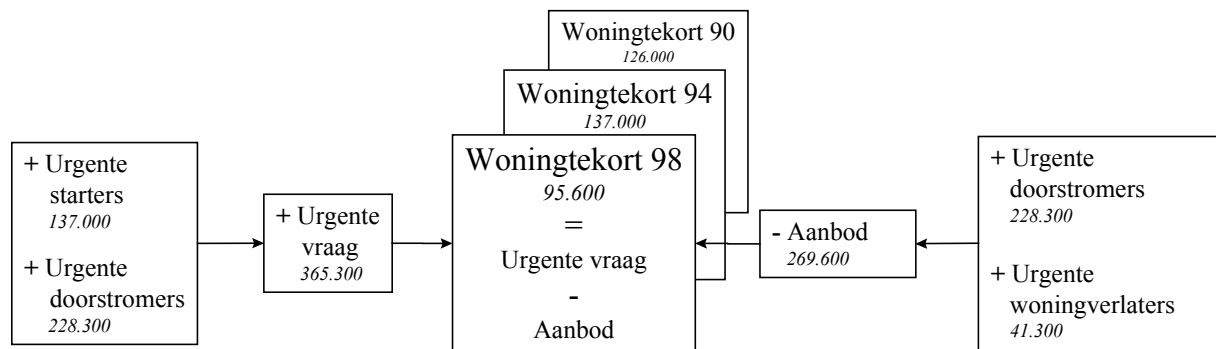 Woningtekort 90
126.000
Woningtekort 94
137.000
Woningtekort 98
95.600
=
Urgente vraag
-
Aanbod
+ Urgente
starters
137.000
+ Urgente
doorstromers
228.300
+ Urgente
vraag
365.300
- Aanbod
269.600
+ Urgente
doorstromers
228.300
+ Urgente
woningverlaters
41.300